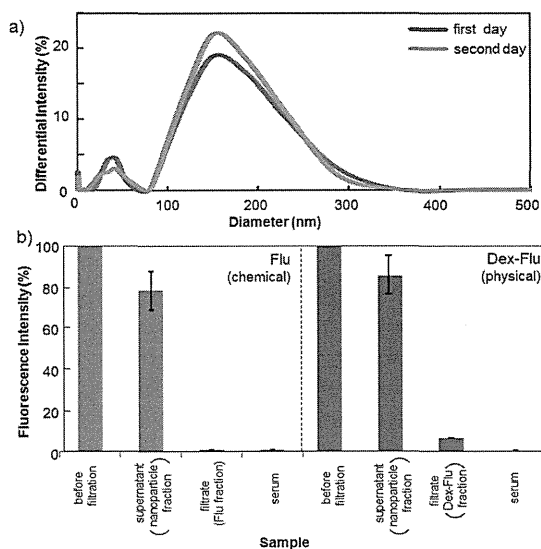 a)
Differential Intensity (%)
20
10
0
first day
second day
0
100
200
300
400
500
Diameter (nm)
b)
Fluorescence Intensity (%)
100
80
60
40
20
0
Flu
(chemical)
Dex-Flu
(physical)
before
filtration
supernatant
(nanoparticle)
fraction
filtrate
(Flu fraction)
serum
before
filtration
supernatant
(nanoparticle)
fraction
filtrate
(Dex-Flu)
fraction
serum
Sample